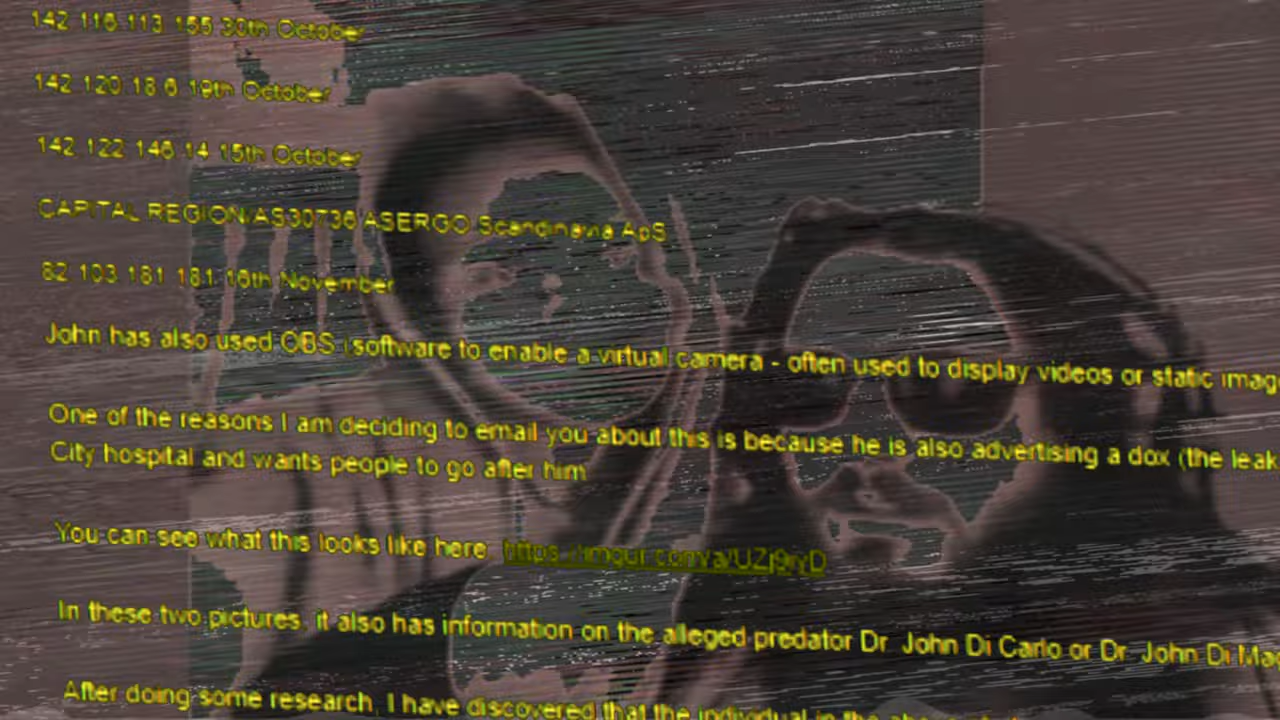 142 116 113 155 30th October
142 120 18 6 19th October
142 122 146 14 15th October
CAPITAL REGION/AS30736 ASERGO Scandinavia ApS
82 103 181 181 16th November
John has also used OBS (software to enable a virtual camera - often used to display videos or static imag
One of the reasons I am deciding to email you about this is because he is also advertising a dox (the leak
City hospital and wants people to go after him
You can see what this looks like here:
In these two pictures, it also has information on the alleged predator Dr John Di Carlo or Dr John Di Ma
After doing some research, I have discovered that the individual in the